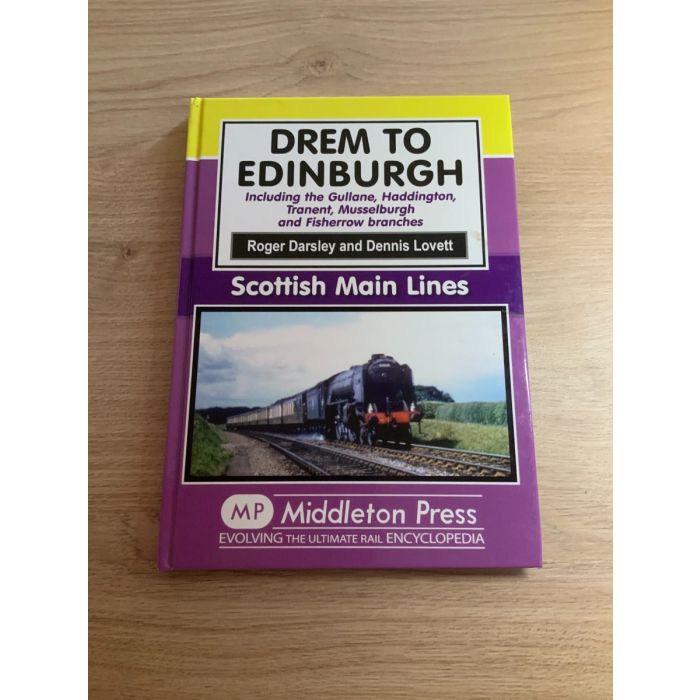 DREM TO
EDINBURGH
Including the Gullane, Haddington,
Tranent, Musselburgh
and Fisherrow branches
Roger Darsley and Dennis Lovett
Scottish Main Lines
MP Middleton Press
EVOLVING THE ULTIMATE RAIL ENCYCLOPEDIA